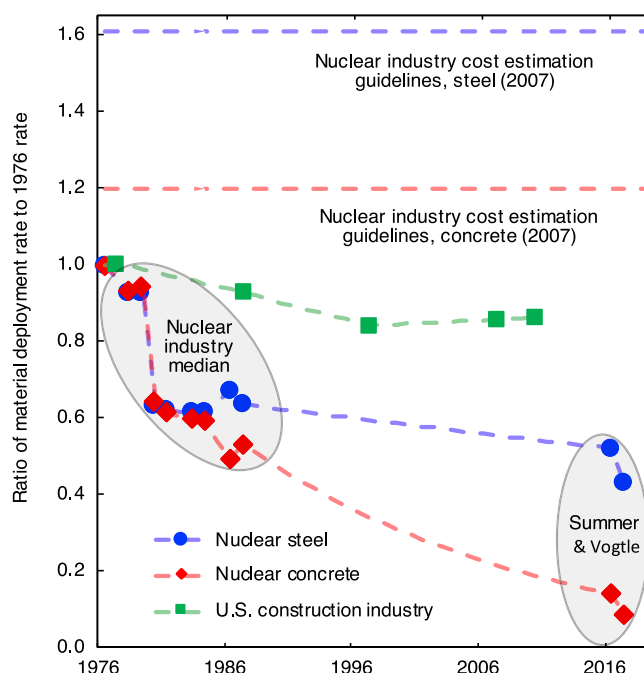 Ratio of material deployment rate to 1976 rate
1.6
1.4
1.2
1.0
0.8
0.6
0.4
0.2
0.0
Nuclear industry cost estimation
guidelines, steel (2007)
Nuclear industry cost estimation
guidelines, concrete (2007)
Nuclear
industry
median
Summer
& Vogtle
Nuclear steel
Nuclear concrete
U.S. construction industry
1976
1986
1996
2006
2016